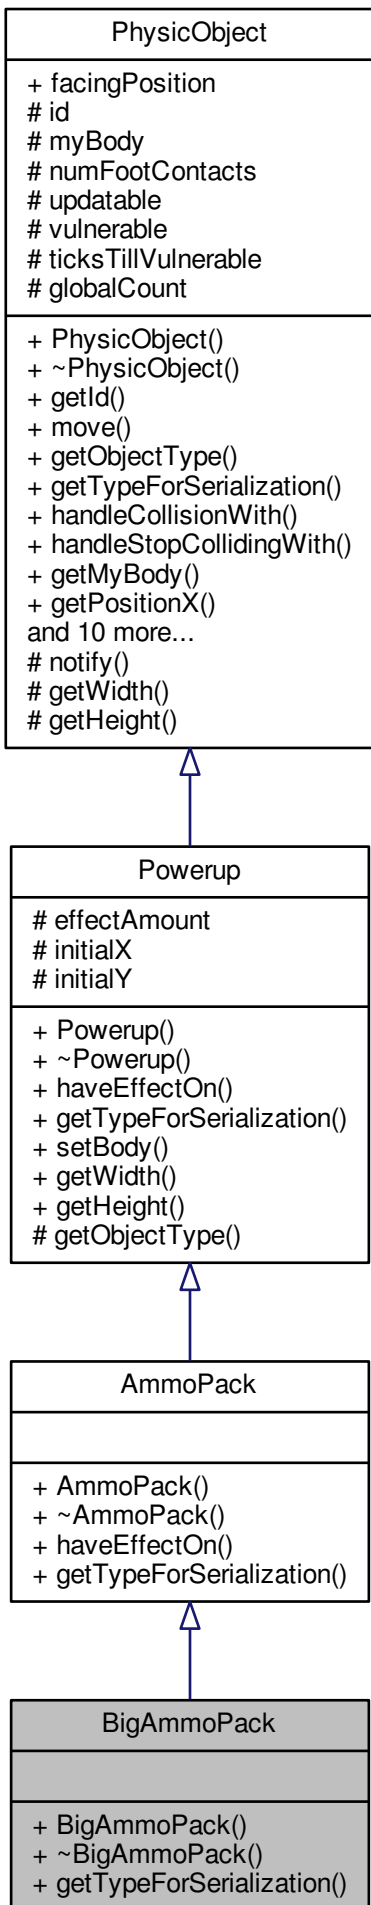 PhysicObject
+ facingPosition
# id
# myBody
# numFootContacts
# updatable
# vulnerable
# ticksTillVulnerable
# globalCount
+ PhysicObject()
+ ~PhysicObject()
+ getId()
+ move()
+ getObjectType()
+ getTypeForSerialization()
+ handleCollisionWith()
+ handleStopCollidingWith()
+ getMyBody()
+ getPositionX()
and 10 more...
# notify()
# getWidth()
# getHeight()
Powerup
# effectAmount
# initialX
# initialY
+ Powerup()
+ ~Powerup()
+ haveEffectOn()
+ getTypeForSerialization()
+ setBody()
+ getWidth()
+ getHeight()
# getObjectType()
AmmoPack
+ AmmoPack()
+ ~AmmoPack()
+ haveEffectOn()
+ getTypeForSerialization()
BigAmmoPack
+ BigAmmoPack()
+ ~BigAmmoPack()
+ getTypeForSerialization()